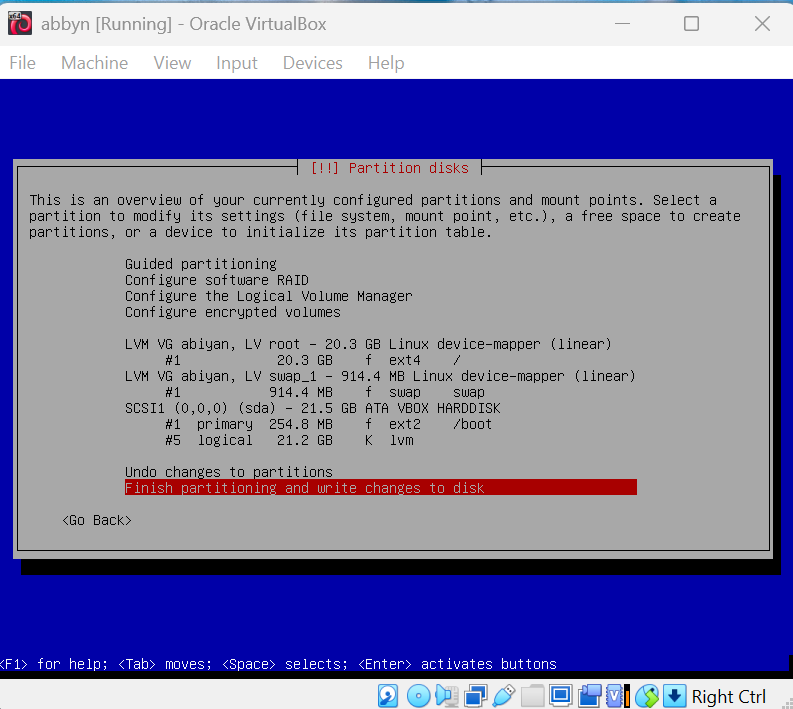 abbyn [Running] - Oracle VirtualBox
File Machine View Input Devices Help
[!!] Partition disks
This is an overview of your currently configured partitions and mount points. Select a
partition to modify its settings (file system, mount point, etc.), a free space to create
partitions, or a device to initialize its partition table.
Guided partitioning
Configure software RAID
Configure the Logical Volume Manager
Configure encrypted volumes
LVM VG abiyan, LV root - 20.3 GB Linux device-mapper (linear)
#1 20.3 GB f ext4 /
LVM VG abiyan, LV swap_1 - 914.4 MB Linux device-mapper (linear)
#1 914.4 MB f swap swap
SCSI1 (0,0,0) (sda) - 21.5 GB ATA VBOX HARDDISK
#1 primary 254.8 MB f ext2 /boot
#5 logical 21.2 GB K lvm
Undo changes to partitions
Finish partitioning and write changes to disk
<Go Back>
<F1> for help; <Tab> moves; <Space> selects; <Enter> activates buttons
Right Ctrl